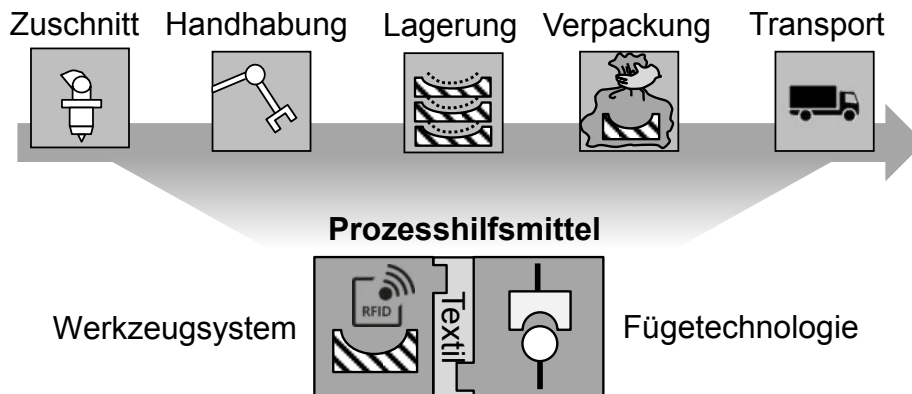 Zuschnitt Handhabung Lagerung Verpackung Transport
Prozesshilfsmittel
Werkzeugsystem
RFID
Textil
Fügetechnologie